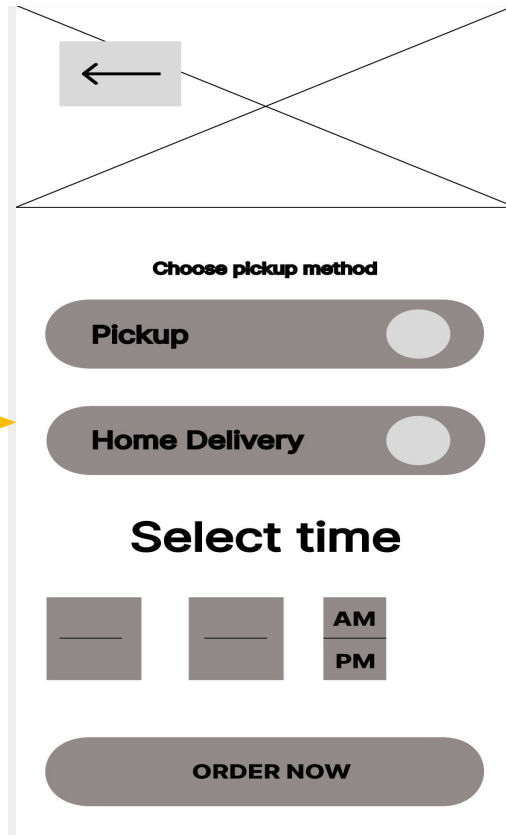 Choose pickup method
Pickup
Home Delivery
Select time
AM
PM
ORDER NOW